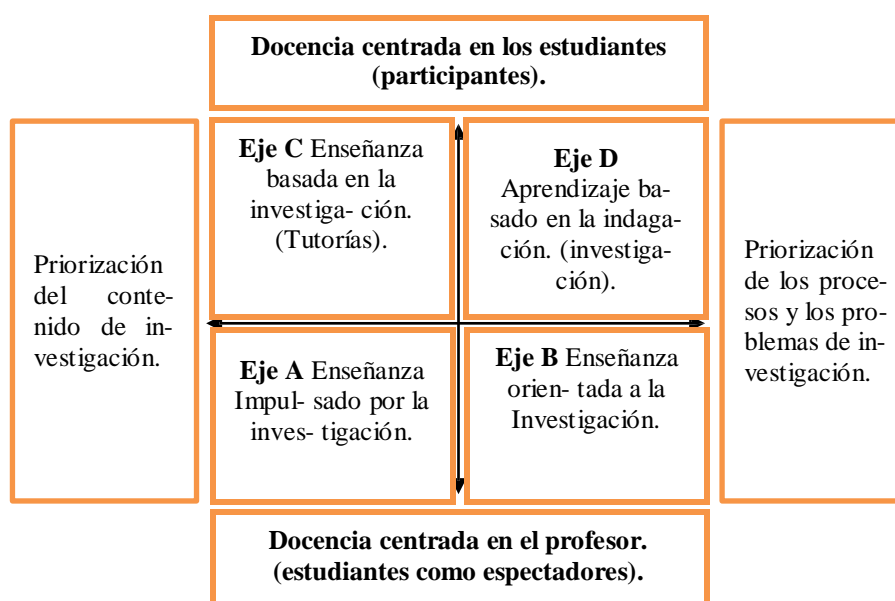 Docencia centrada en los estudiantes
(participantes).
Priorización
del conte-
nido de in-
vestigación.
Eje C Enseñanza
basada en la
investiga- ción.
(Tutorías).
Eje D
Aprendizaje ba-
sado en la indaga-
ción. (investiga-
ción).
Eje A Enseñanza
Impul- sado por la
inves- tigación.
Eje B Enseñanza
orien- tada a la
Investigación.
Priorización
de los proce-
sos y los pro-
blemas de in-
vestigación.
Docencia centrada en el profesor.
(estudiantes como espectadores).